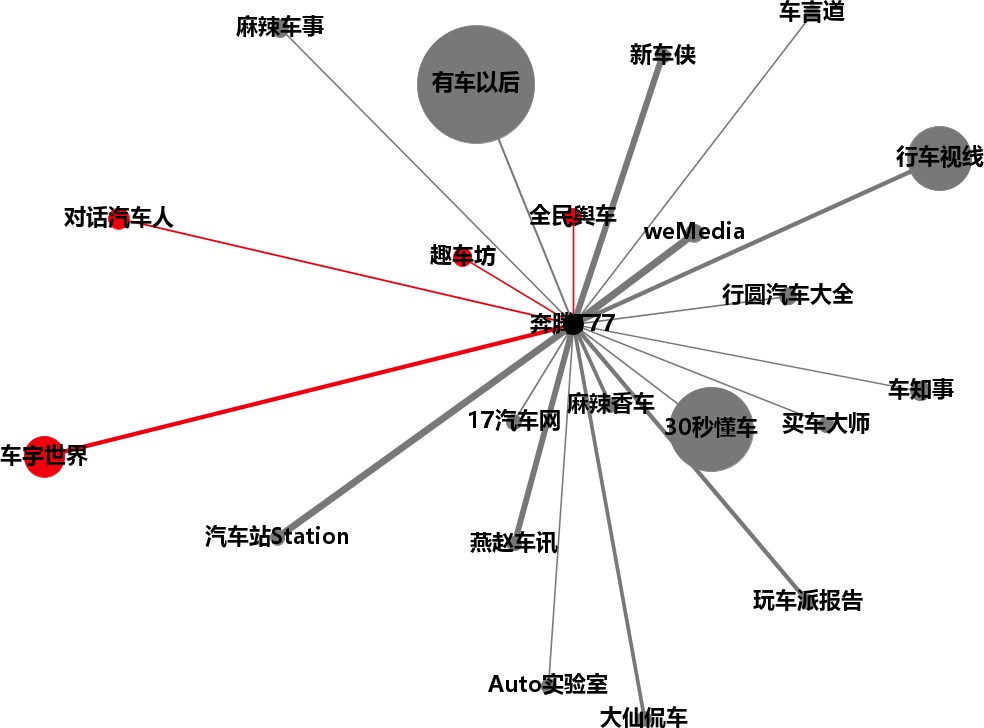 车言道
麻辣车事
新车侠
有车以后
行车视线
对话汽车人
全民舆车
weMedia
趣车坊
行圆汽车大全
奔腾 77
车知事
麻辣香车
17汽车网
买车大师
30秒懂车
车宇世界
汽车站Station
燕赵车讯
玩车派报告
Auto实验室
大仙侃车